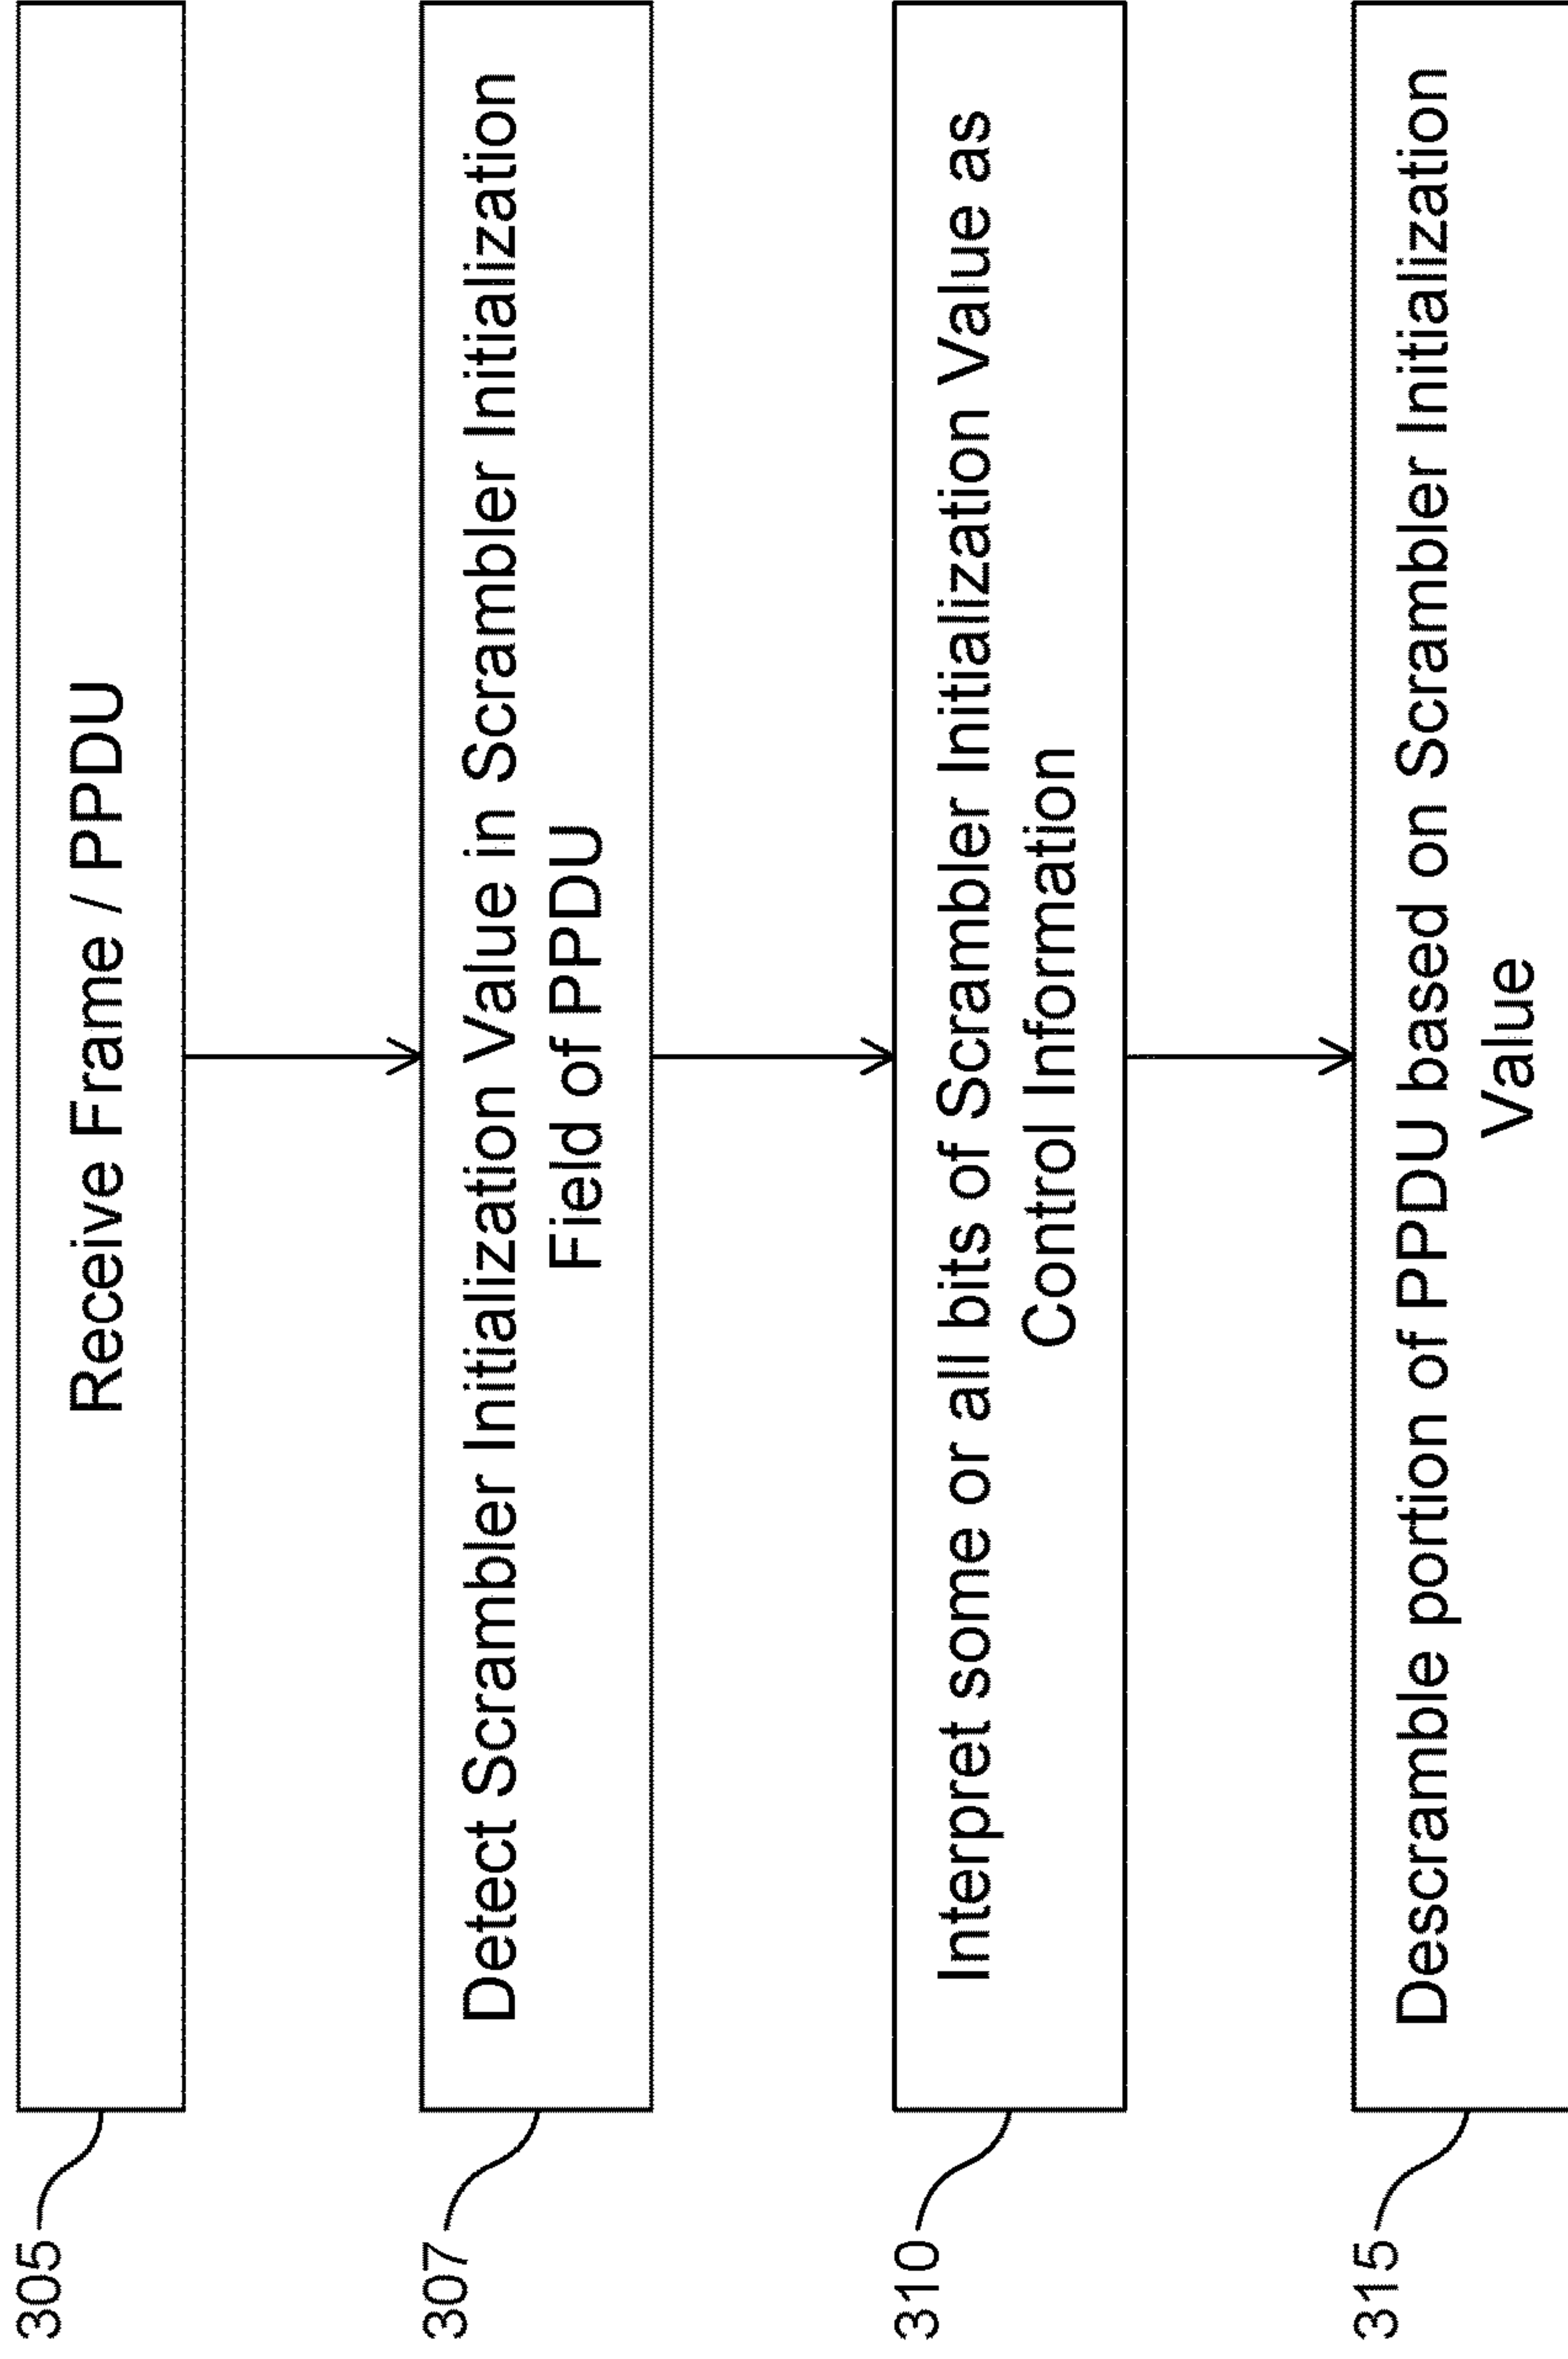 305
Receive Frame / PPDU
307
Detect Scrambler Initialization Value in Scrambler Initialization
Field of PPDU
310
Interpret some or all bits of Scrambler Initialization Value as
Control Information
315
Descramble portion of PPDU based on Scrambler Initialization
Value